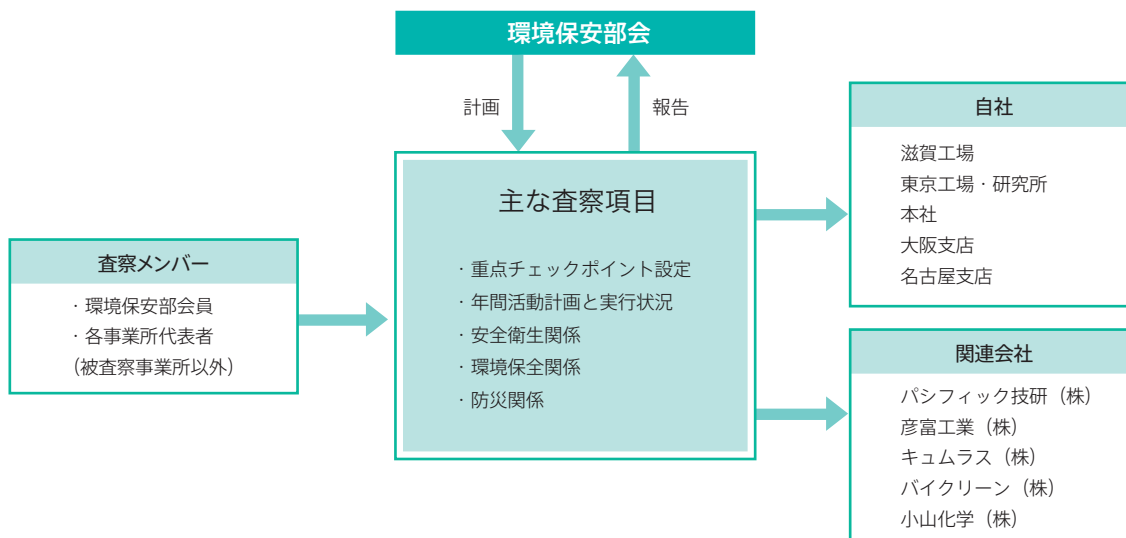 環境保安部会
計画
報告
主な査察項目
・重点チェックポイント設定
・年間活動計画と実行状況
・安全衛生関係
・環境保全関係
・防災関係
査察メンバー
・環境保安部会員
・各事業所代表者
(被査察事業所以外)
自社
滋賀工場
東京工場・研究所
本社
大阪支店
名古屋支店
関連会社
パシフィック技研（株）
彦富工業（株）
キュムラス（株）
バイクリーン（株）
小山化学（株）